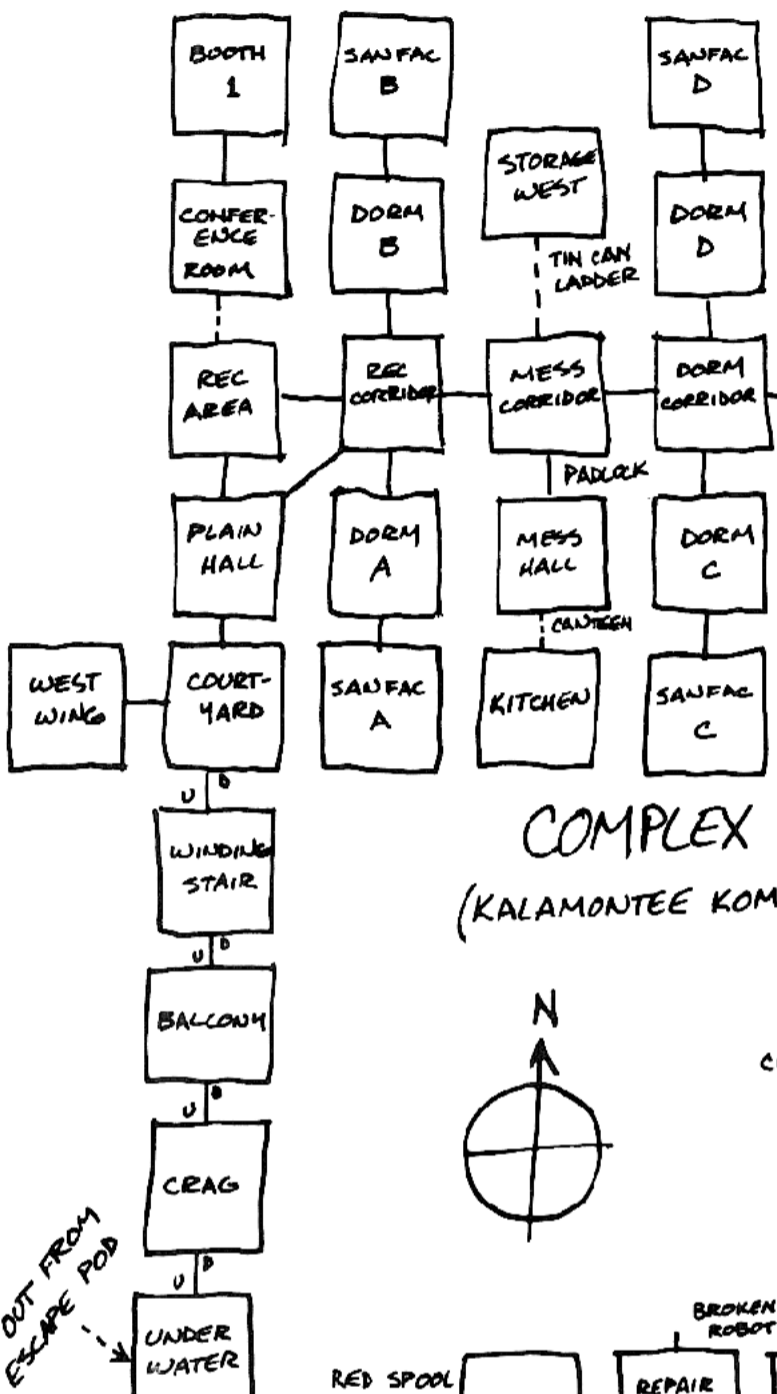 BOOTH
1
SANFAC
B
SANFAC
D
STORAGE
WEST
CONFER-
ENCE
ROOM
DORM
B
DORM
D
TIN CAN
LADDER
REC
AREA
REC
CORRIDOR
MESS
CORRIDOR
DORM
CORRIDOR
PADLOCK
PLAIN
HALL
DORM
A
MESS
HALL
DORM
C
CANTEEN
WEST
WING
COURT-
YARD
SANFAC
A
KITCHEN
SANFAC
C
U D
WINDING
STAIR
COMPLEX
(KALAMONTEE KOM
U D
BALCONY
N
U D
CRAG
OUT FROM
ESCAPE POD
U D
UNDER
WATER
BROKEN
ROBOT
RED SPOOL
REPAIR